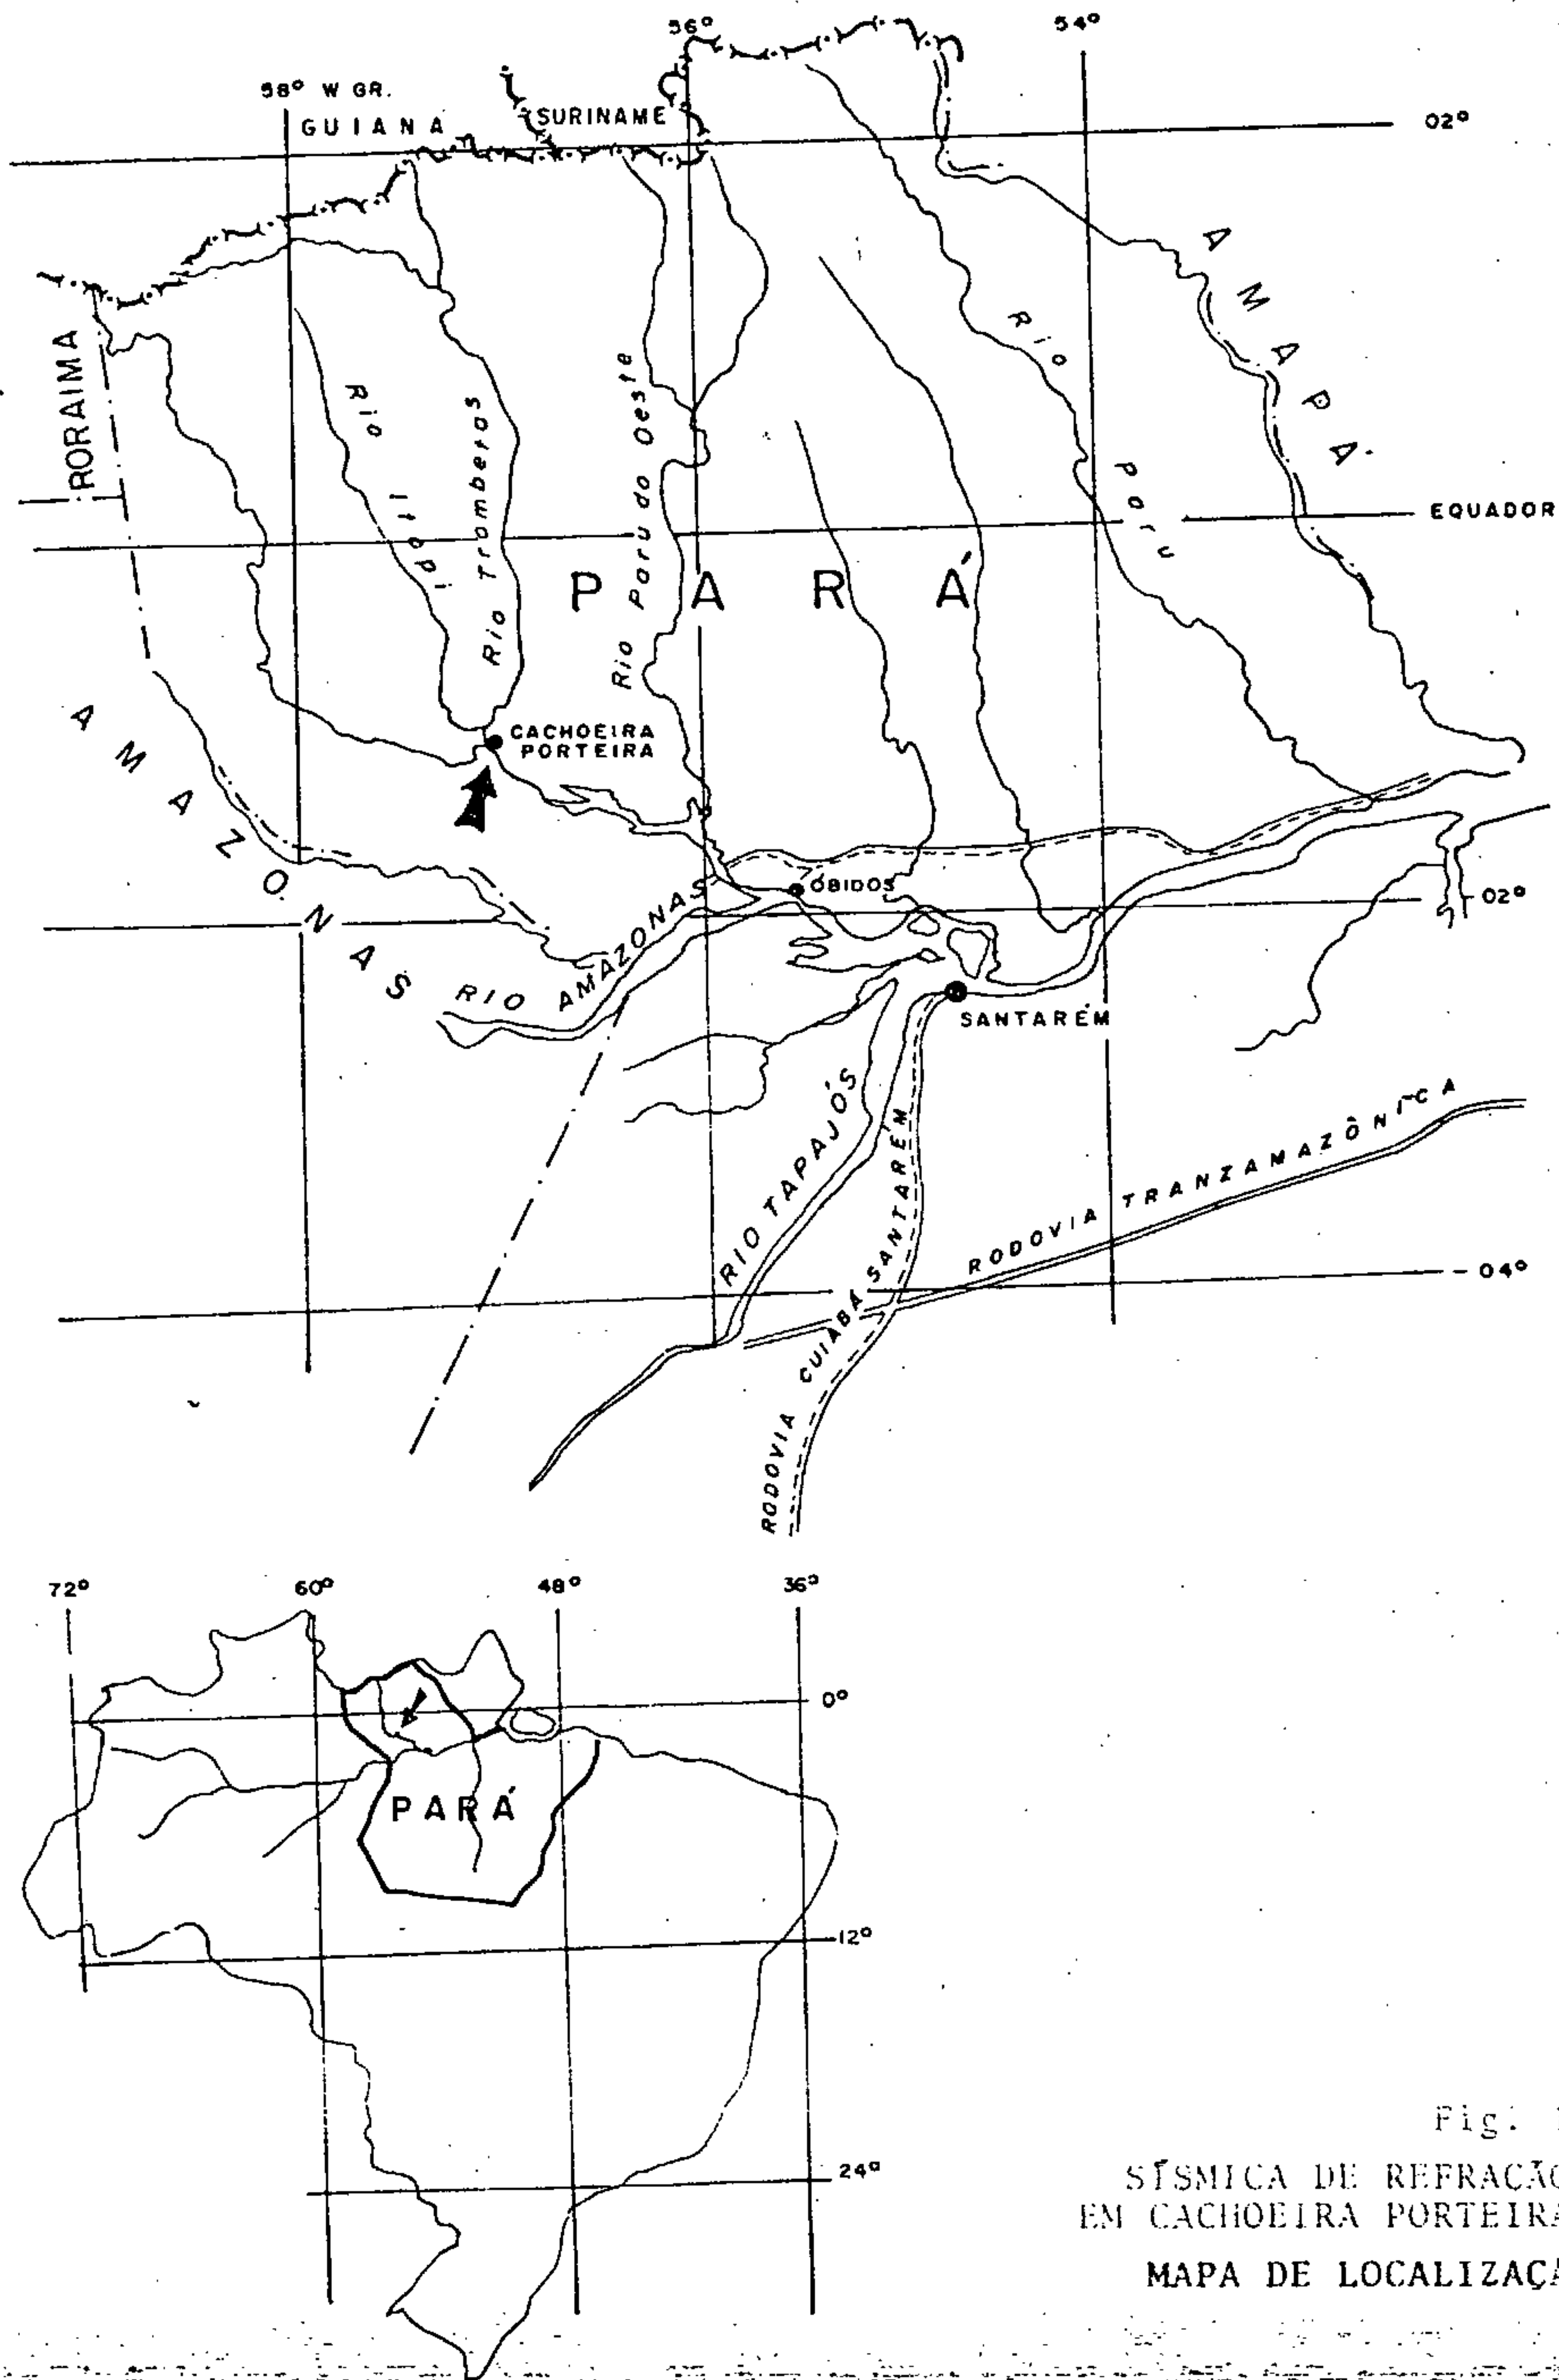 56°
54°
58° W GR.
GUIANA
SURINAME
02°
AMAPÁ
RORAIMA
Rio Itapi
Rio Trombetas
Rio Paru do Oeste
Rio Paru
EQUADOR
PARÁ
CACHOEIRA
PORTEIRA
AMAZONAS
ÓBIDOS
02°
RIO AMAZONAS
SANTARÉM
RIO TAPAJÓS
RODOVIA CUIABÁ SANTARÉM
RODOVIA TRANZAMAZÔNICA
04°
72°
60°
48°
36°
0°
PARÁ
12°
24°
Fig.
SÍSMICA DE REFRAÇÃO
EM CACHOEIRA PORTEIRA
MAPA DE LOCALIZAÇÃ